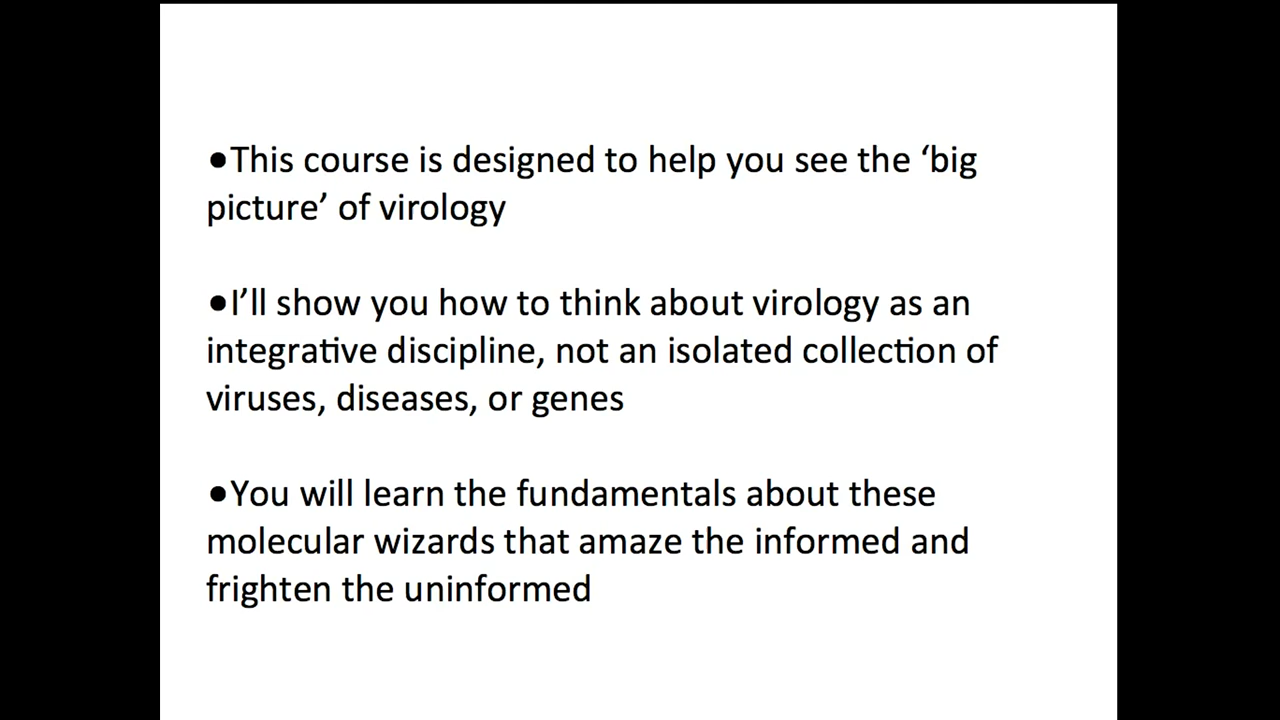 ●This course is designed to help you see the ‘big
picture’ of virology
●I’ll show you how to think about virology as an
integrative discipline, not an isolated collection of
viruses, diseases, or genes
●You will learn the fundamentals about these
molecular wizards that amaze the informed and
frighten the uninformed